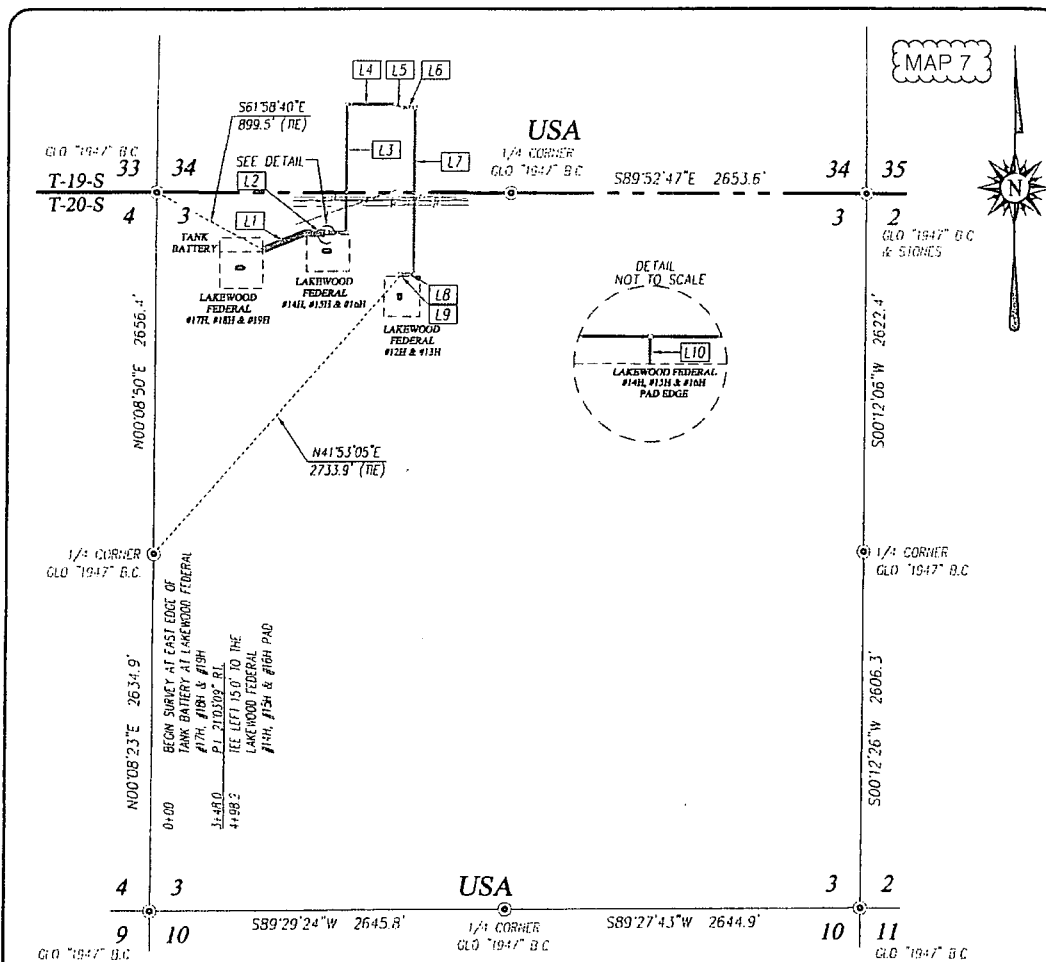 MAP 7
L4
L5
L6
S61°58'40"E
899.5' (TIE)
USA
1/4 CORNER
GLO "1947" B.C
GLO "1947" B.C
33
34
SEE DETAIL
L3
L7
34
35
T-19-S
L2
S89°52'47"E 2653.6'
T-20-S
4
3
L1
3
2
TANK
BATTERY
GLO "1947" B.C
& STONES
LAKEWOOD
FEDERAL
#17H, #18H & #19H
LAKEWOOD
FEDERAL
#14H, #15H & #16H
L8
L9
LAKEWOOD
FEDERAL
#12H & #13H
DETAIL
NOT TO SCALE
L10
LAKEWOOD FEDERAL
#14H, #15H & #16H
PAD EDGE
N
N00°08'50"E 2656.4'
S00°12'06"W 2622.4'
N41°53'05"E
2733.9' (TIE)
1/4 CORNER
GLO "1947" B.C.
1/4 CORNER
GLO "1947" B.C
N00°08'23"E 2634.9'
0+00 BEGIN SURVEY AT EAST EDGE OF
TANK BATTERY AT LAKEWOOD FEDERAL
#17H, #18H & #19H
3+48.0 P.I. 21°03'09" RT.
TEE LEFT 15.0' TO THE
LAKEWOOD FEDERAL
#14H, #15H & #16H PAD
S00°12'26"W 2606.3'
4
3
USA
3
2
9
10
S89°29'24"W 2645.8'
1/4 CORNER
GLO "1947" B.C
S89°27'43"W 2644.9'
10
11
GLO "1947" B.C
GLO "1947" B.C